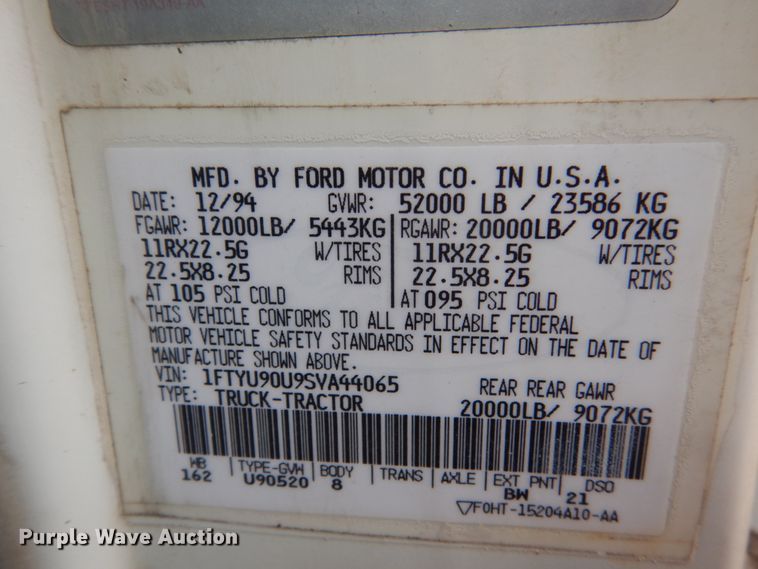 MFD. BY FORD MOTOR CO. IN U.S.A.
DATE: 12/94 GVWR: 52000 LB / 23586 KG
FGAWR: 12000LB/ 5443KG RGAWR: 20000LB/ 9072KG
11RX22.5G W/TIRES 11RX22.5G W/TIRES
22.5X8.25 RIMS 22.5X8.25 RIMS
AT 105 PSI COLD AT 095 PSI COLD
THIS VEHICLE CONFORMS TO ALL APPLICABLE FEDERAL
MOTOR VEHICLE SAFETY STANDARDS IN EFFECT ON THE DATE OF
MANUFACTURE SHOWN ABOVE.
VIN: 1FTYU90U9SVA44065 REAR REAR GAWR
TYPE: TRUCK-TRACTOR 20000LB/ 9072KG
WB TYPE-GVW BODY TRANS AXLE EXT PNT DSO
162 U90520 8 BW 21
F0HT-15204A10-AA
Purple Wave Auction